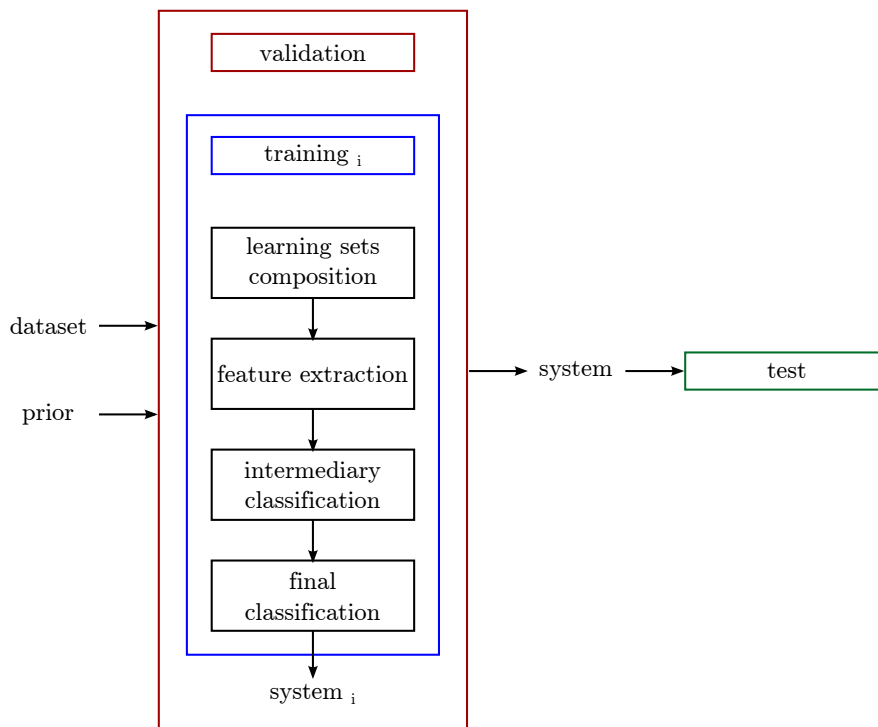 validation
training i
learning sets
composition
dataset
feature extraction
system
test
prior
intermediary
classification
final
classification
system i